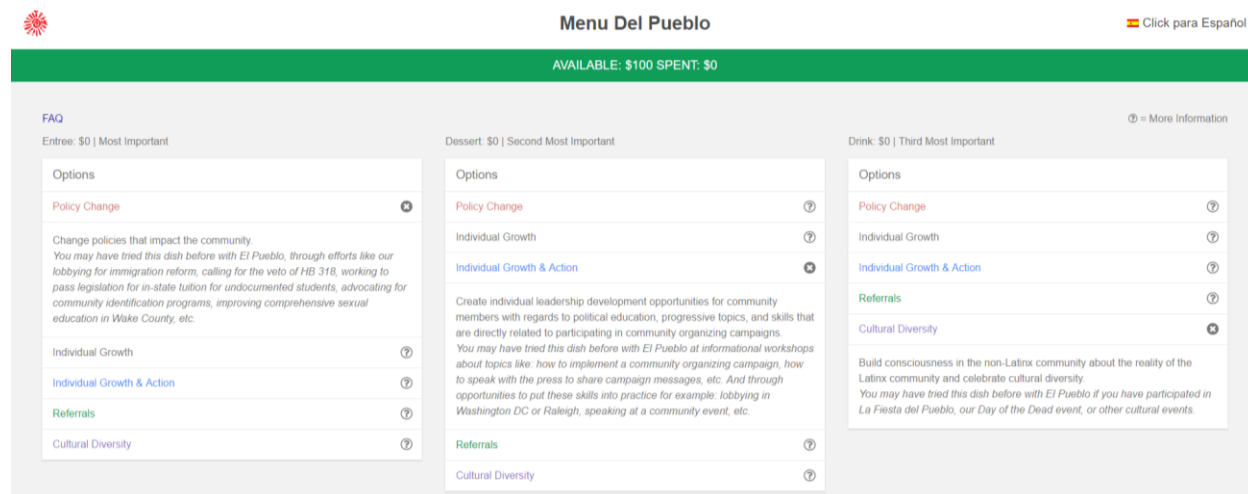 Menu Del Pueblo
Click para Español
AVAILABLE: $100 SPENT: $0
FAQ
= More Information
Entree: $0 | Most Important
Options
Policy Change
Change policies that impact the community.
You may have tried this dish before with El Pueblo, through efforts like our
lobbying for immigration reform, calling for the veto of HB 318, working to
pass legislation for in-state tuition for undocumented students, advocating for
community identification programs, improving comprehensive sexual
education in Wake County, etc.
Individual Growth
Individual Growth & Action
Referrals
Cultural Diversity
Dessert: $0 | Second Most Important
Options
Policy Change
Individual Growth
Individual Growth & Action
Create individual leadership development opportunities for community
members with regards to political education, progressive topics, and skills that
are directly related to participating in community organizing campaigns.
You may have tried this dish before with El Pueblo at informational workshops
about topics like: how to implement a community organizing campaign, how
to speak with the press to share campaign messages, etc. And through
opportunities to put these skills into practice for example: lobbying in
Washington DC or Raleigh, speaking at a community event, etc.
Referrals
Cultural Diversity
Drink: $0 | Third Most Important
Options
Policy Change
Individual Growth
Individual Growth & Action
Referrals
Cultural Diversity
Build consciousness in the non-Latinx community about the reality of the
Latinx community and celebrate cultural diversity.
You may have tried this dish before with El Pueblo if you have participated in
La Fiesta del Pueblo, our Day of the Dead event, or other cultural events.